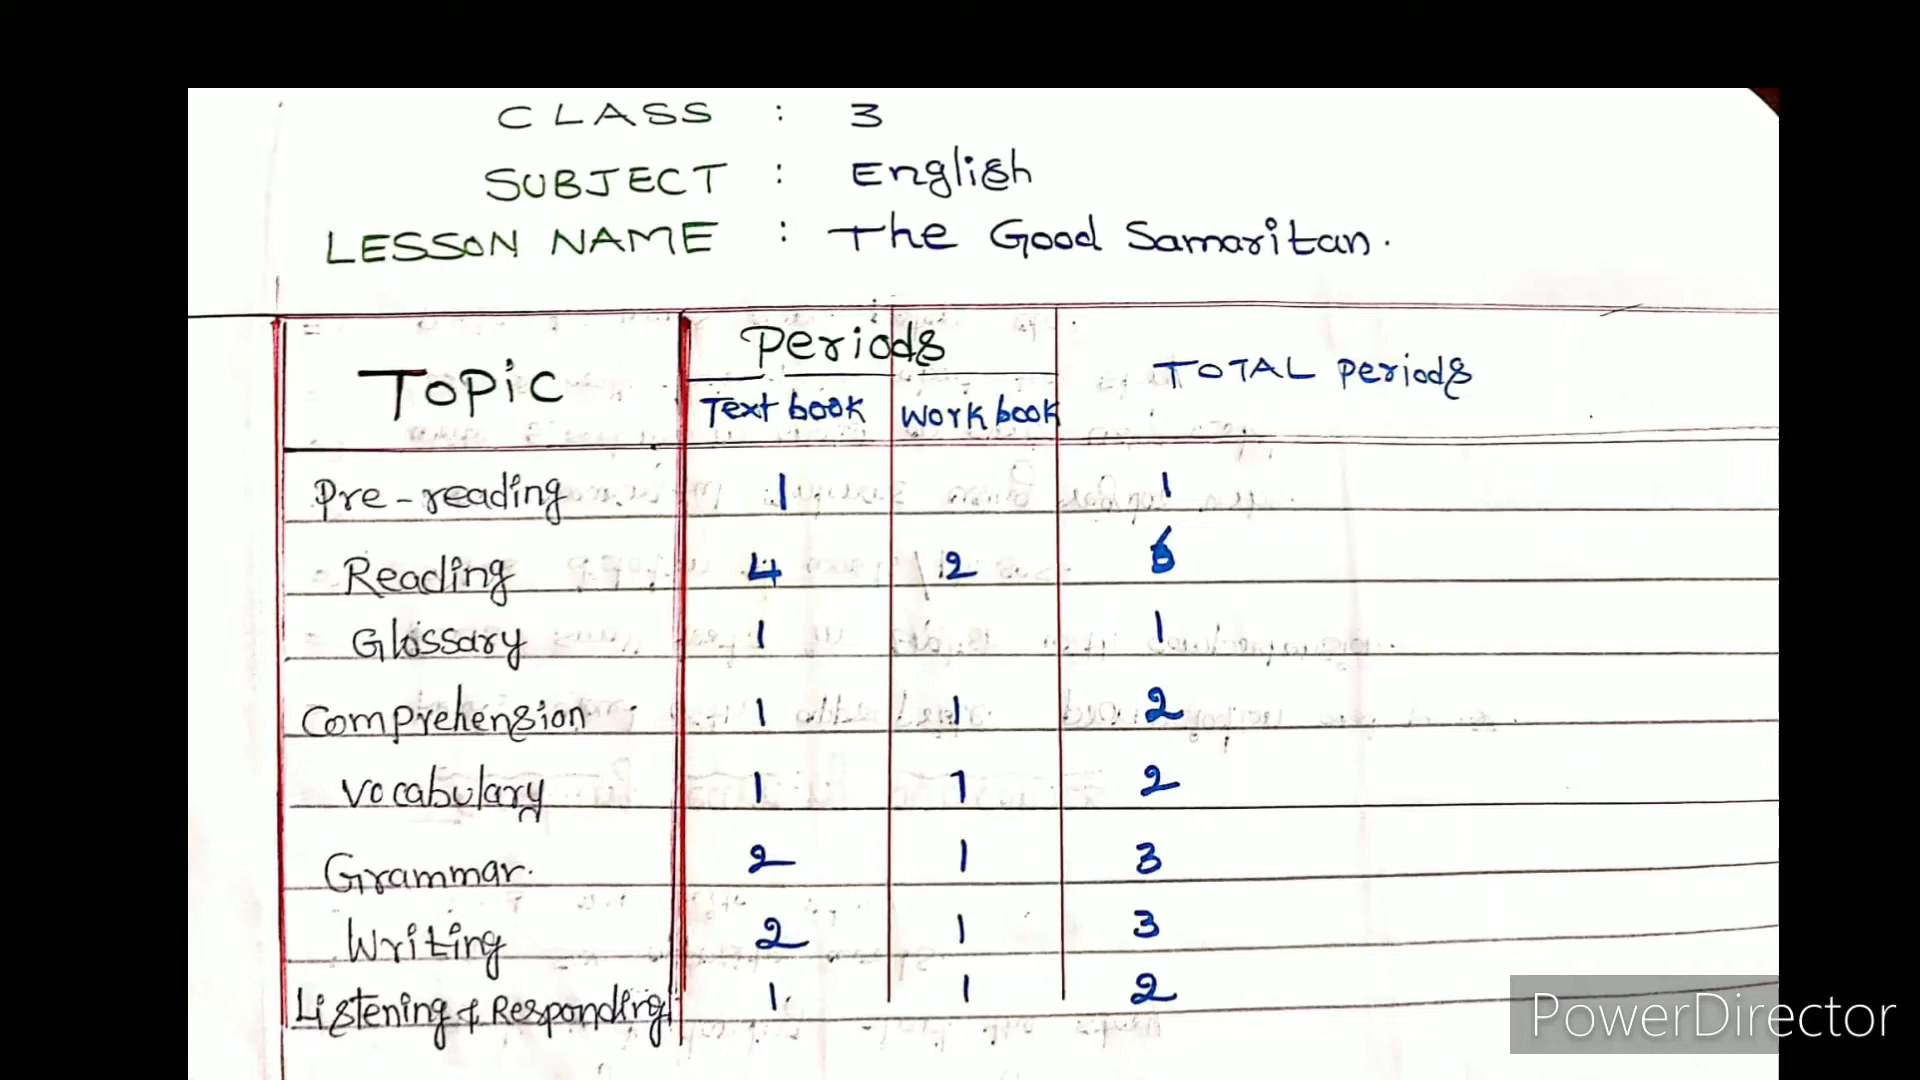 CLASS : 3
SUBJECT : English
LESSON NAME : The Good Samaritan.
Topic Periods TOTAL Periods
Text book Work book
Pre-reading 1 1
Reading 4 2 6
Glossary 1 1
Comprehension 1 1 2
Vocabulary 1 1 2
Grammar. 2 1 3
Writing 2 1 3
Listening & Responding 1 1 2
PowerDirector